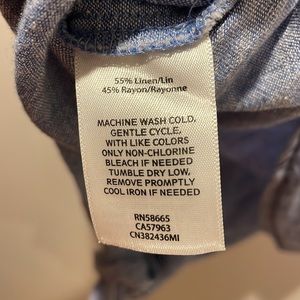 55% Linen/Lin
45% Rayon/Rayonne
MACHINE WASH COLD,
GENTLE CYCLE,
WITH LIKE COLORS
ONLY NON-CHLORINE
BLEACH IF NEEDED
TUMBLE DRY LOW,
REMOVE PROMPTLY
COOL IRON IF NEEDED
RN58665
CA57963
CN382436MI